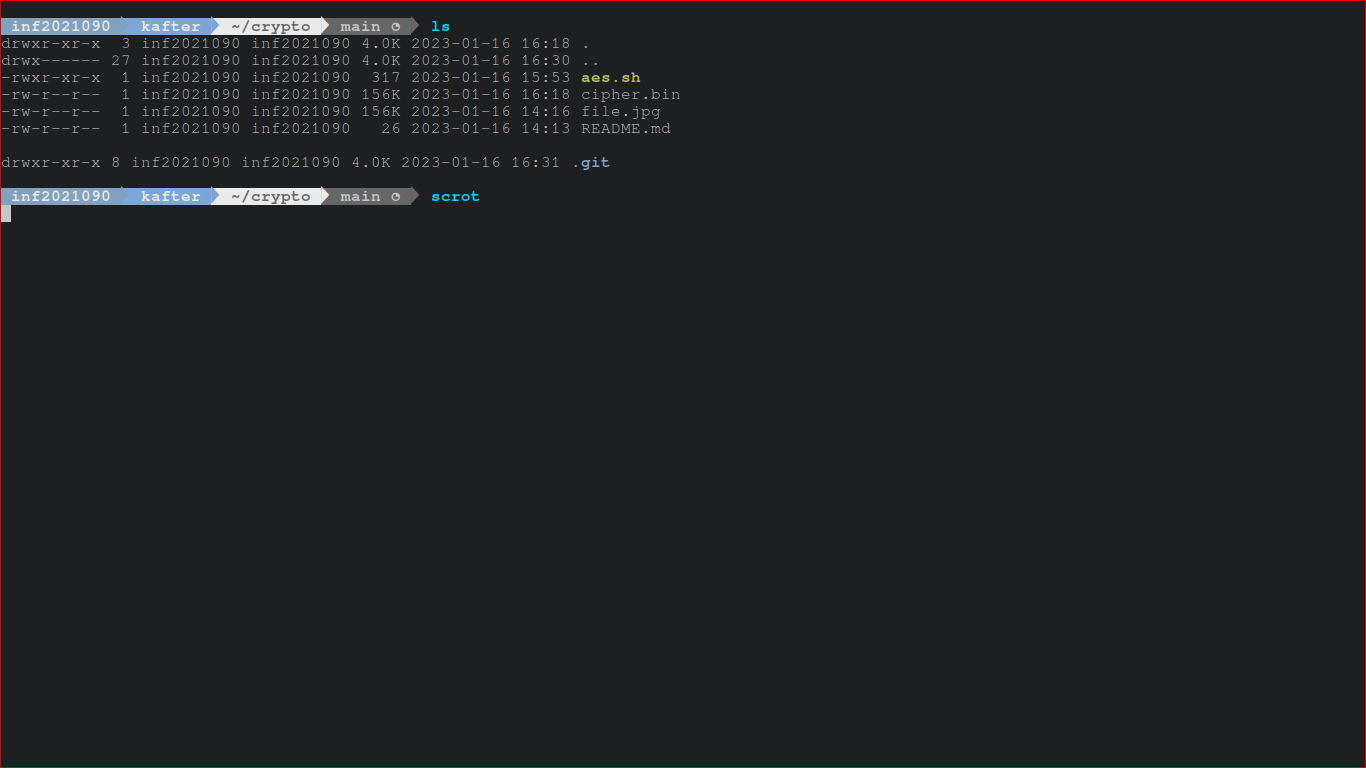 inf2021090 kafter ~/crypto main ◔ ls
drwxr-xr-x  3 inf2021090 inf2021090 4.0K 2023-01-16 16:18 .
drwx------ 27 inf2021090 inf2021090 4.0K 2023-01-16 16:30 ..
-rwxr-xr-x  1 inf2021090 inf2021090  317 2023-01-16 15:53 aes.sh
-rw-r--r--  1 inf2021090 inf2021090 156K 2023-01-16 16:18 cipher.bin
-rw-r--r--  1 inf2021090 inf2021090 156K 2023-01-16 14:16 file.jpg
-rw-r--r--  1 inf2021090 inf2021090   26 2023-01-16 14:13 README.md
drwxr-xr-x 8 inf2021090 inf2021090 4.0K 2023-01-16 16:31 .git
inf2021090 kafter ~/crypto main ◔ scrot